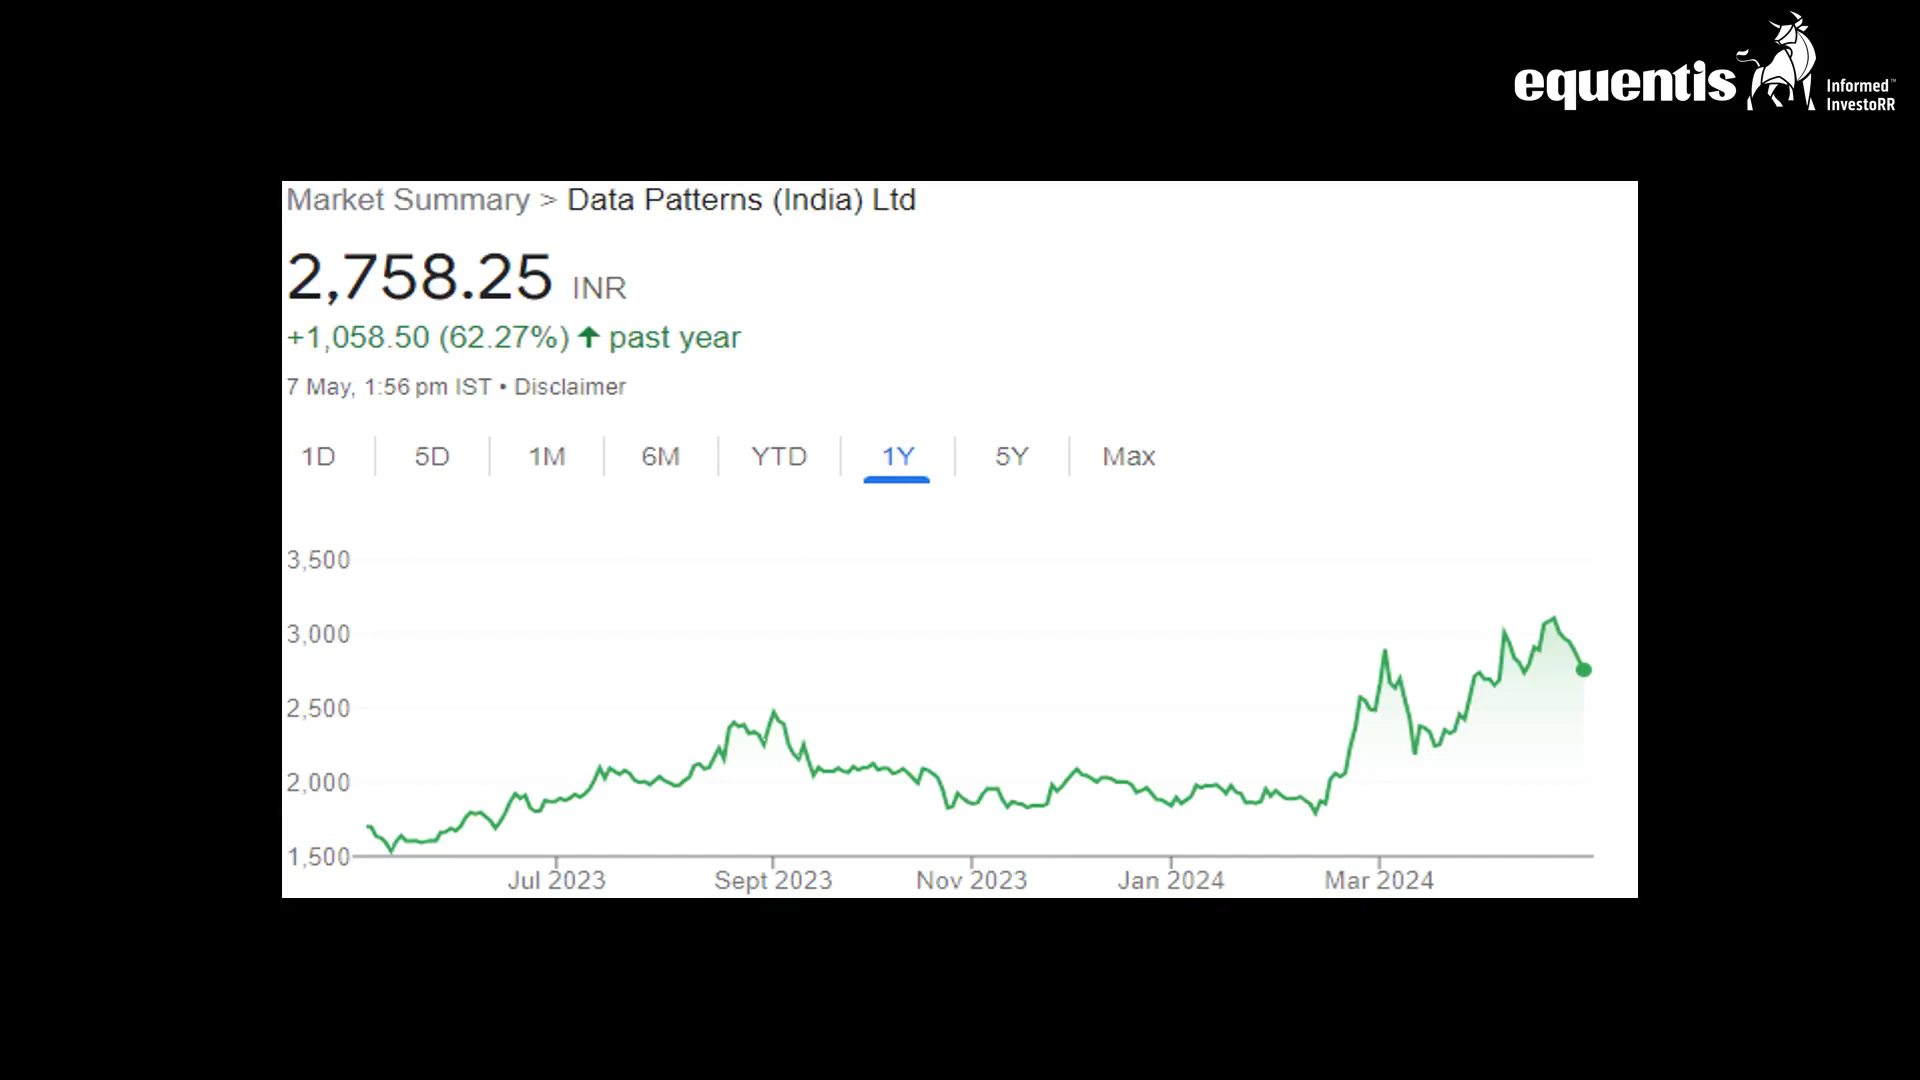 equentis
Informed™
InvestoRR
Market Summary > Data Patterns (India) Ltd
2,758.25 INR
+1,058.50 (62.27%) ↑ past year
7 May, 1:56 pm IST • Disclaimer
1D 5D 1M 6M YTD 1Y 5Y Max
3,500
3,000
2,500
2,000
1,500
Jul 2023 Sept 2023 Nov 2023 Jan 2024 Mar 2024